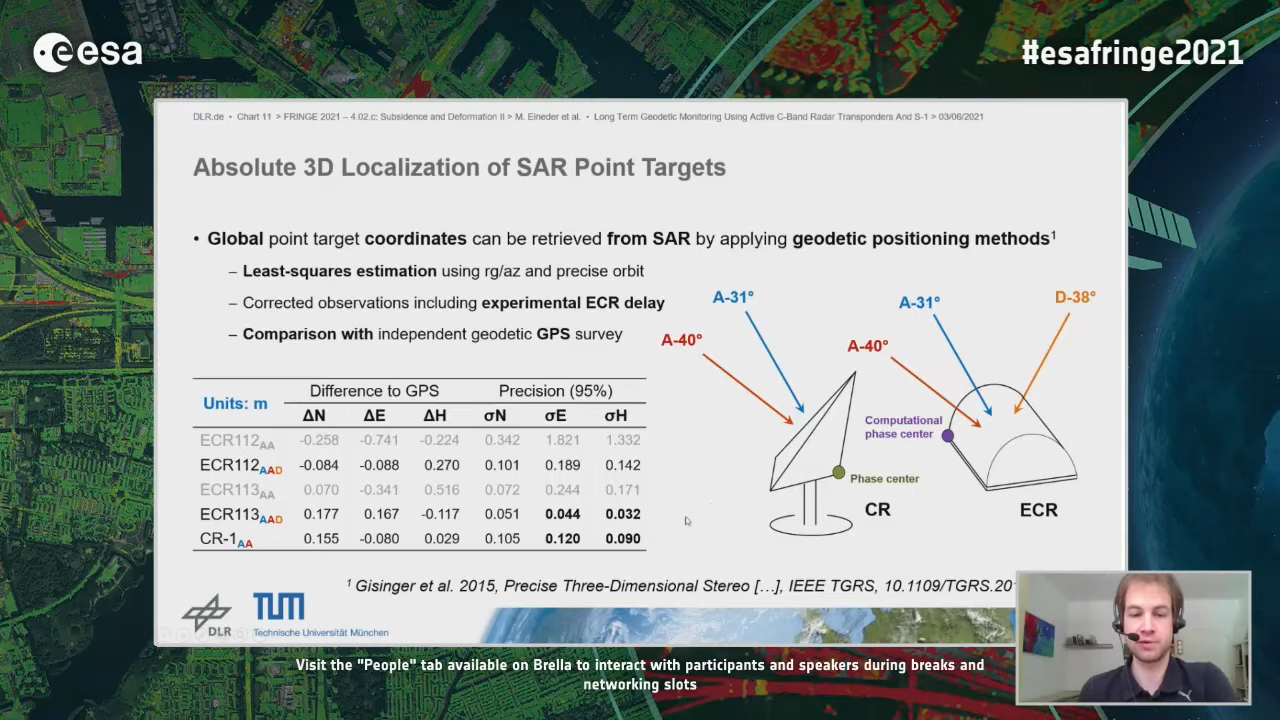 esa
#esafringe2021
DLR.de • Chart 11 > FRINGE 2021 – 4.02.c: Subsidence and Deformation II > M. Eineder et al. • Long Term Geodetic Monitoring Using Active C-Band Radar Transponders And S-1 > 03/06/2021
Absolute 3D Localization of SAR Point Targets
• Global point target coordinates can be retrieved from SAR by applying geodetic positioning methods¹
– Least-squares estimation using rg/az and precise orbit
– Corrected observations including experimental ECR delay
– Comparison with independent geodetic GPS survey
A-31°
A-40°
A-31°
D-38°
A-40°
Computational
phase center
Phase center
CR
ECR
Units: m Difference to GPS Precision (95%)
ΔN ΔE ΔH σN σE σH
ECR112AA -0.258 -0.741 -0.224 0.342 1.821 1.332
ECR112AAD -0.084 -0.088 0.270 0.101 0.189 0.142
ECR113AA 0.070 -0.341 0.516 0.072 0.244 0.171
ECR113AAD 0.177 0.167 -0.117 0.051 0.044 0.032
CR-1AA 0.155 -0.080 0.029 0.105 0.120 0.090
¹ Gisinger et al. 2015, Precise Three-Dimensional Stereo […], IEEE TGRS, 10.1109/TGRS.201
DLR
TUM
Technische Universität München
Visit the "People" tab available on Brella to interact with participants and speakers during breaks and
networking slots